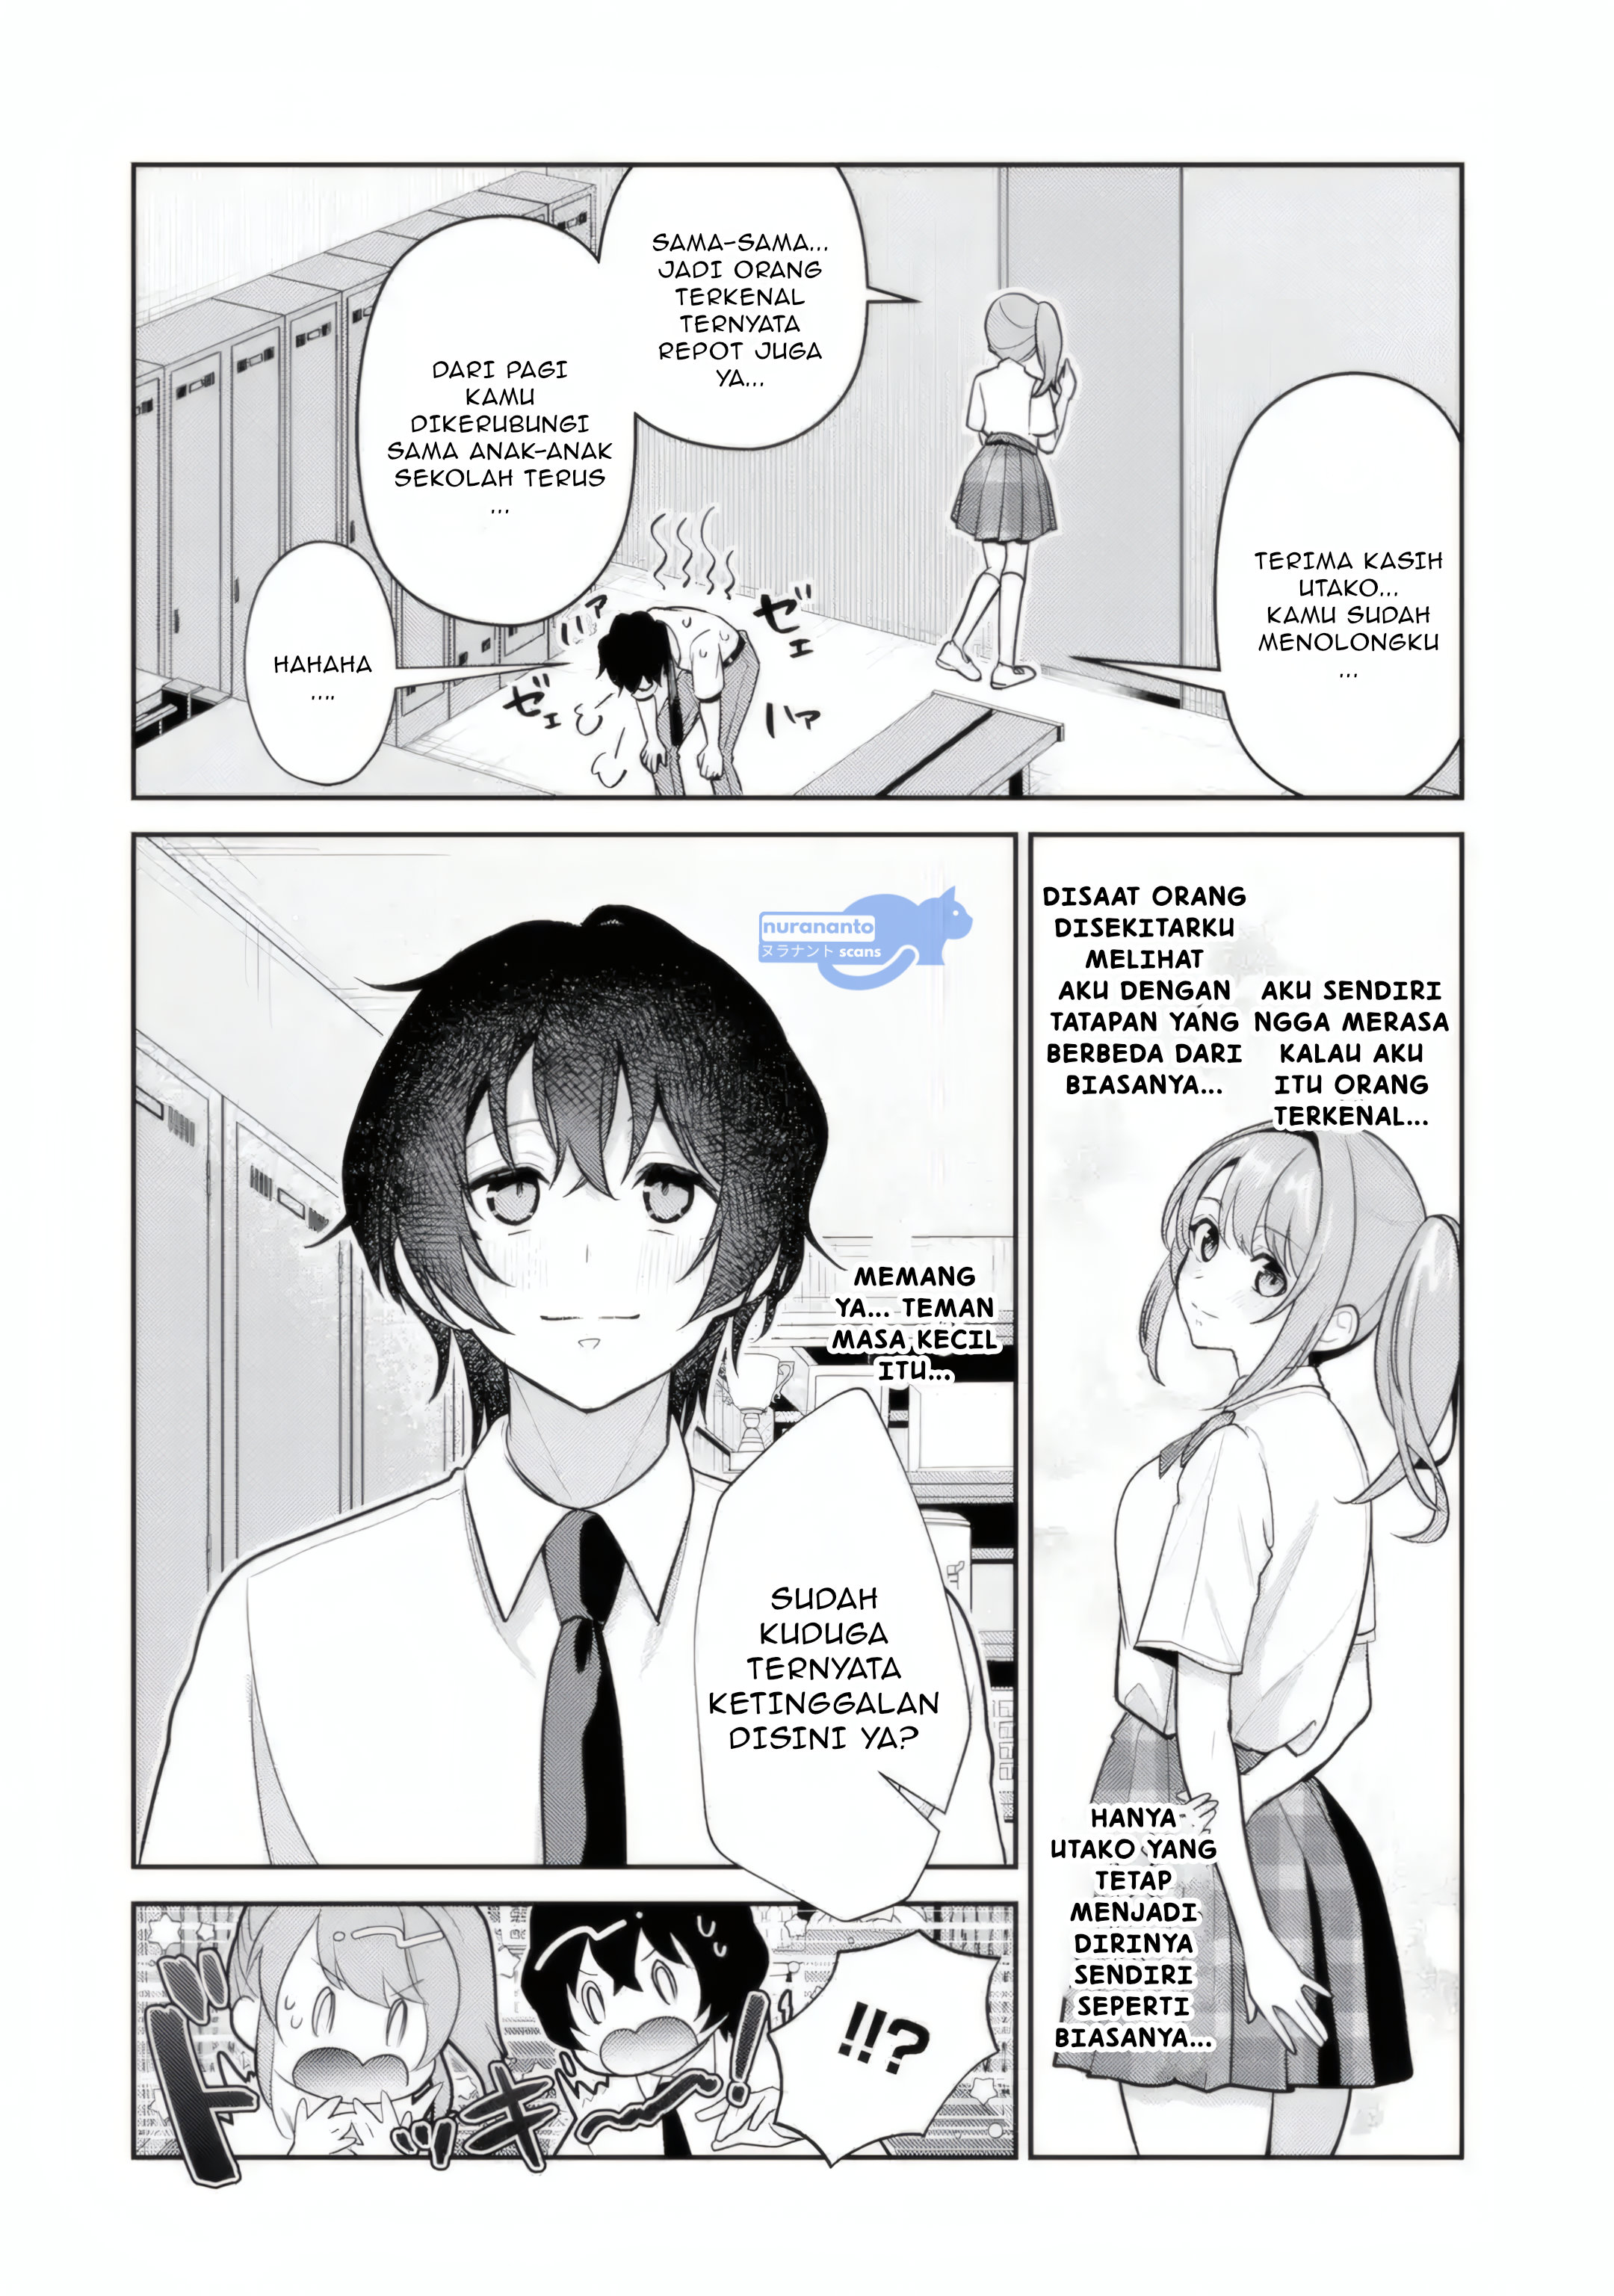 TERIMA KASIH
UTAKO...
KAMU SUDAH
MENOLONGKU
...
SAMA-SAMA...
JADI ORANG
TERKENAL
TERNYATA
REPOT JUGA
YA...
DARI PAGI
KAMU
DIKERUBUNGI
SAMA ANAK-ANAK
SEKOLAH TERUS
...
HAHAHA
....
ゼェ
ハァ
ゼェ
ハァ
AKU SENDIRI
NGGA MERASA
KALAU AKU
ITU ORANG
TERKENAL...
DISAAT ORANG
DISEKITARKU
MELIHAT
AKU DENGAN
TATAPAN YANG
BERBEDA DARI
BIASANYA...
HANYA
UTAKO YANG
TETAP
MENJADI
DIRINYA
SENDIRI
SEPERTI
BIASANYA...
nurananto
ヌラナント scans
MEMANG
YA... TEMAN
MASA KECIL
ITU...
SUDAH
KUDUGA
TERNYATA
KETINGGALAN
DISINI YA?
!!?
ドッキ〜!